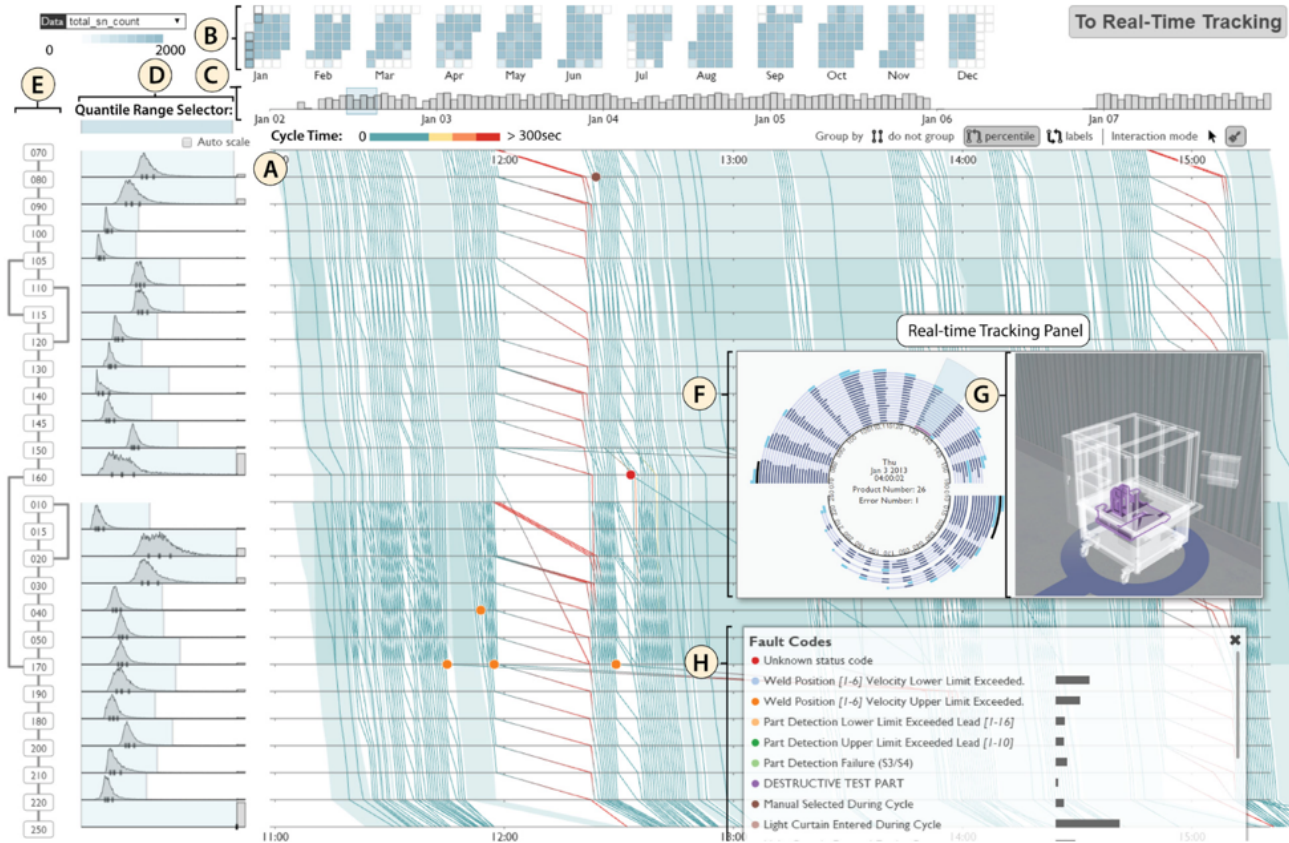 Data total_sn_count
0 2000
To Real-Time Tracking
B
Jan Feb Mar Apr May Jun Jul Aug Sep Oct Nov Dec
E D C
Quantile Range Selector:
Jan 02 Jan 03 Jan 04 Jan 05 Jan 06 Jan 07
Auto scale
Cycle Time: 0 > 300sec
Group by do not group percentile labels Interaction mode
A
12:00 13:00 14:00 15:00
070
080
090
100
105
110
115
120
130
140
145
150
160
010
015
020
030
040
050
170
190
180
200
210
220
250
11:00 12:00 13:00 14:00 15:00
Real-time Tracking Panel
F G
Thu
Jan 3 2013
04:00:02
Product Number: 26
Error Number: 1
H
Fault Codes
Unknown status code
Weld Position [1-6] Velocity Lower Limit Exceeded.
Weld Position [1-6] Velocity Upper Limit Exceeded.
Part Detection Lower Limit Exceeded Lead [1-16]
Part Detection Upper Limit Exceeded Lead [1-10]
Part Detection Failure (S3/S4)
DESTRUCTIVE TEST PART
Manual Selected During Cycle
Light Curtain Entered During Cycle